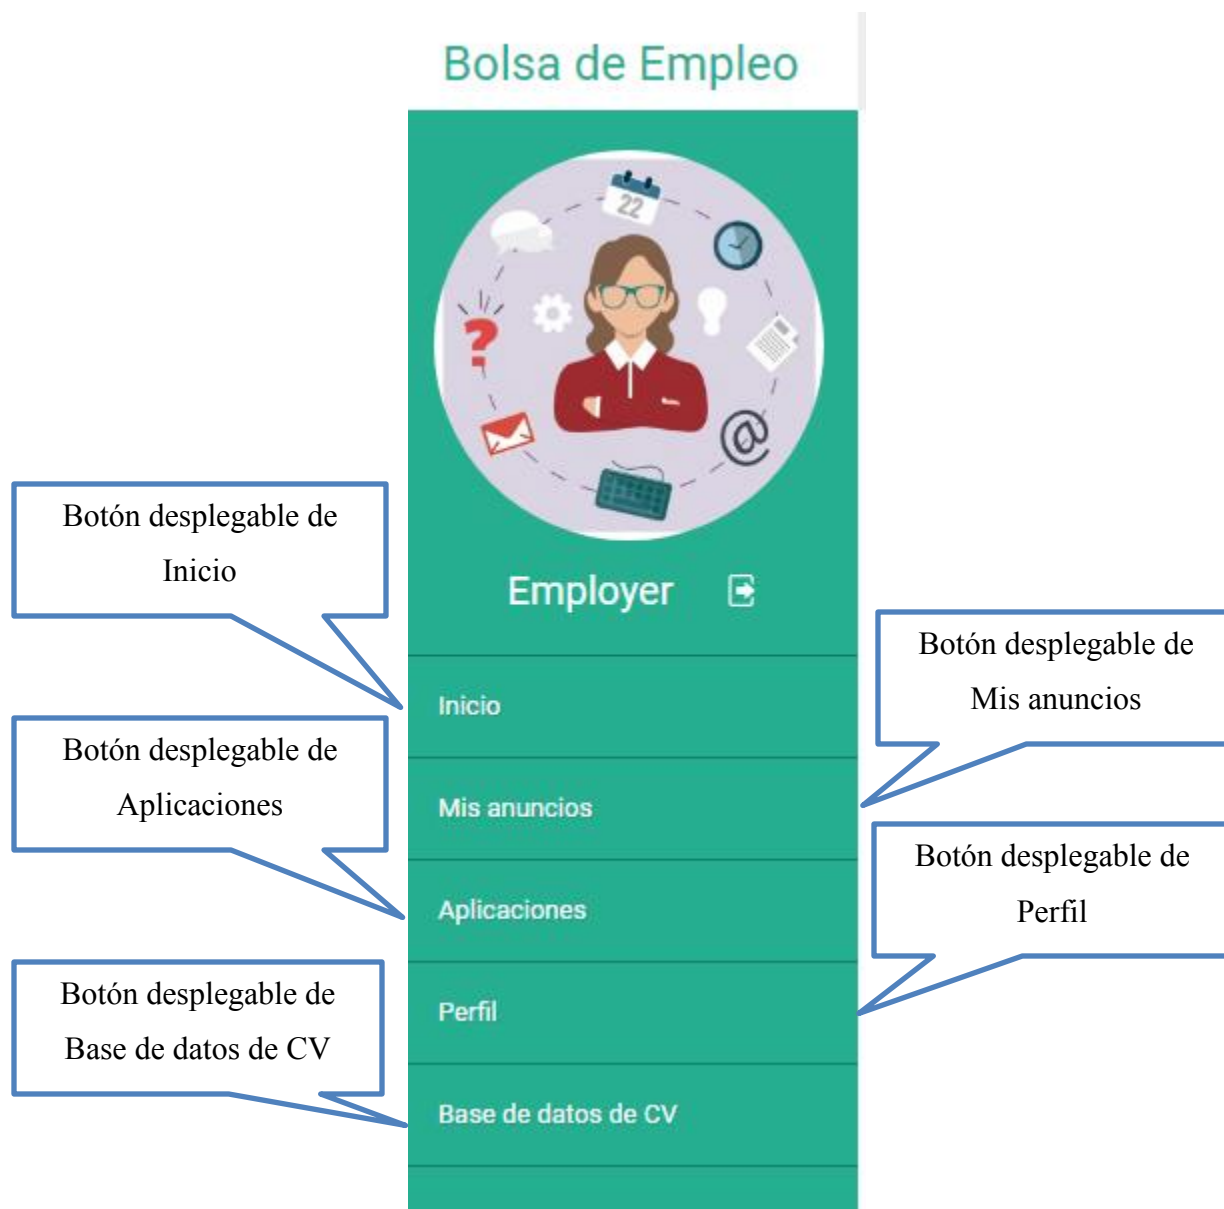 Bolsa de Empleo
22
?
@
Employer
Botón desplegable de
Inicio
Inicio
Botón desplegable de
Mis anuncios
Mis anuncios
Botón desplegable de
Aplicaciones
Aplicaciones
Botón desplegable de
Perfil
Perfil
Botón desplegable de
Base de datos de CV
Base de datos de CV